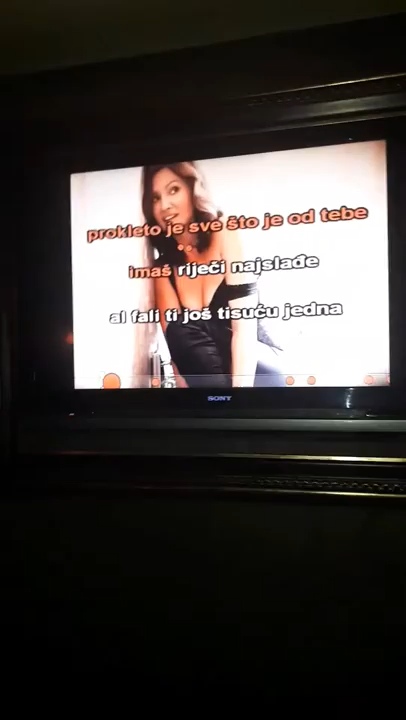 prokleto je sve što je od tebe
imaš riječi najslađe
al fali ti još tisuću jedna
SONY